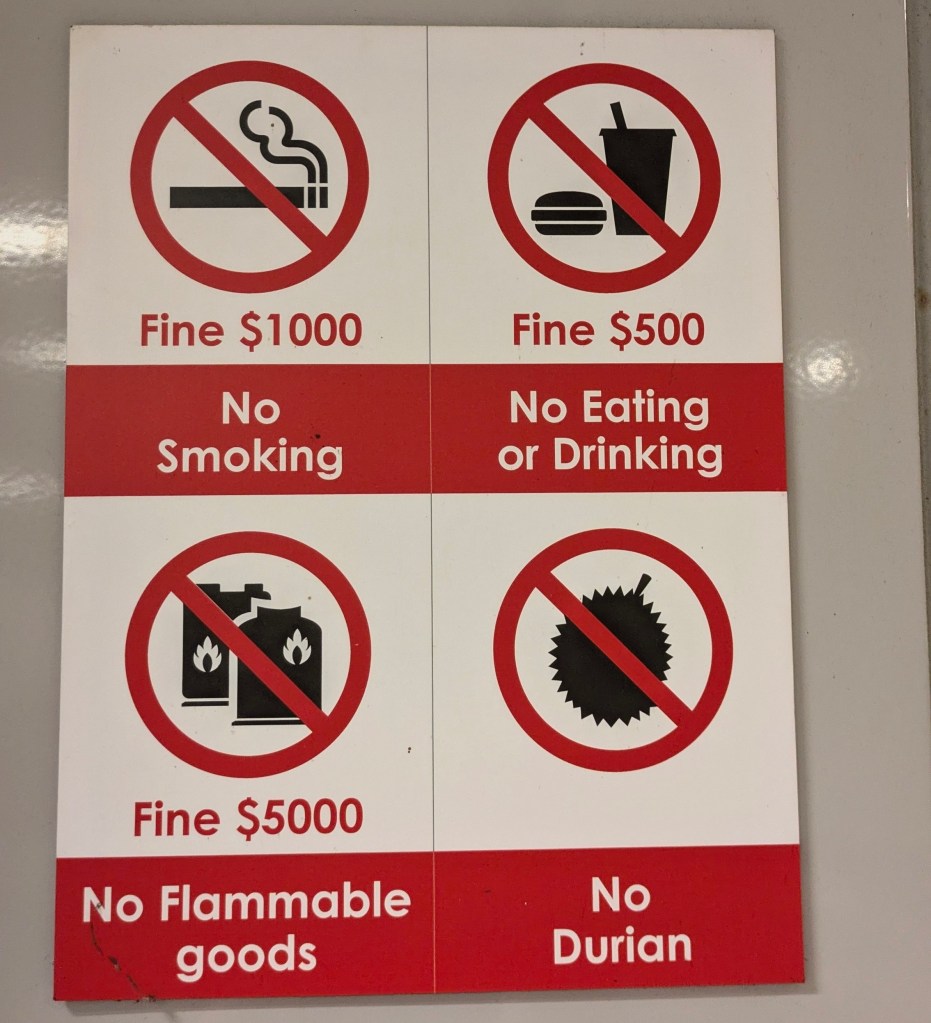 Fine $1000
No
Smoking
Fine $500
No Eating
or Drinking
Fine $5000
No Flammable
goods
No
Durian